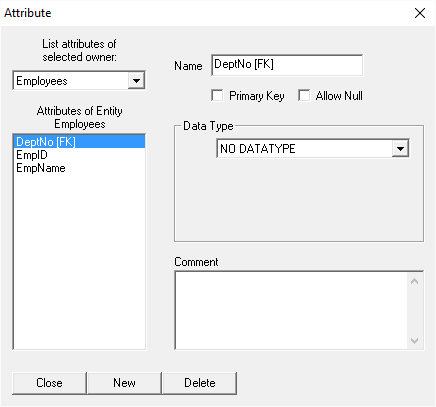 Attribute
List attributes of
selected owner:
Employees
Attributes of Entity
Employees
DeptNo [FK]
EmpID
EmpName
Name
DeptNo [FK]
Primary Key
Allow Null
Data Type
NO DATATYPE
Comment
Close
New
Delete